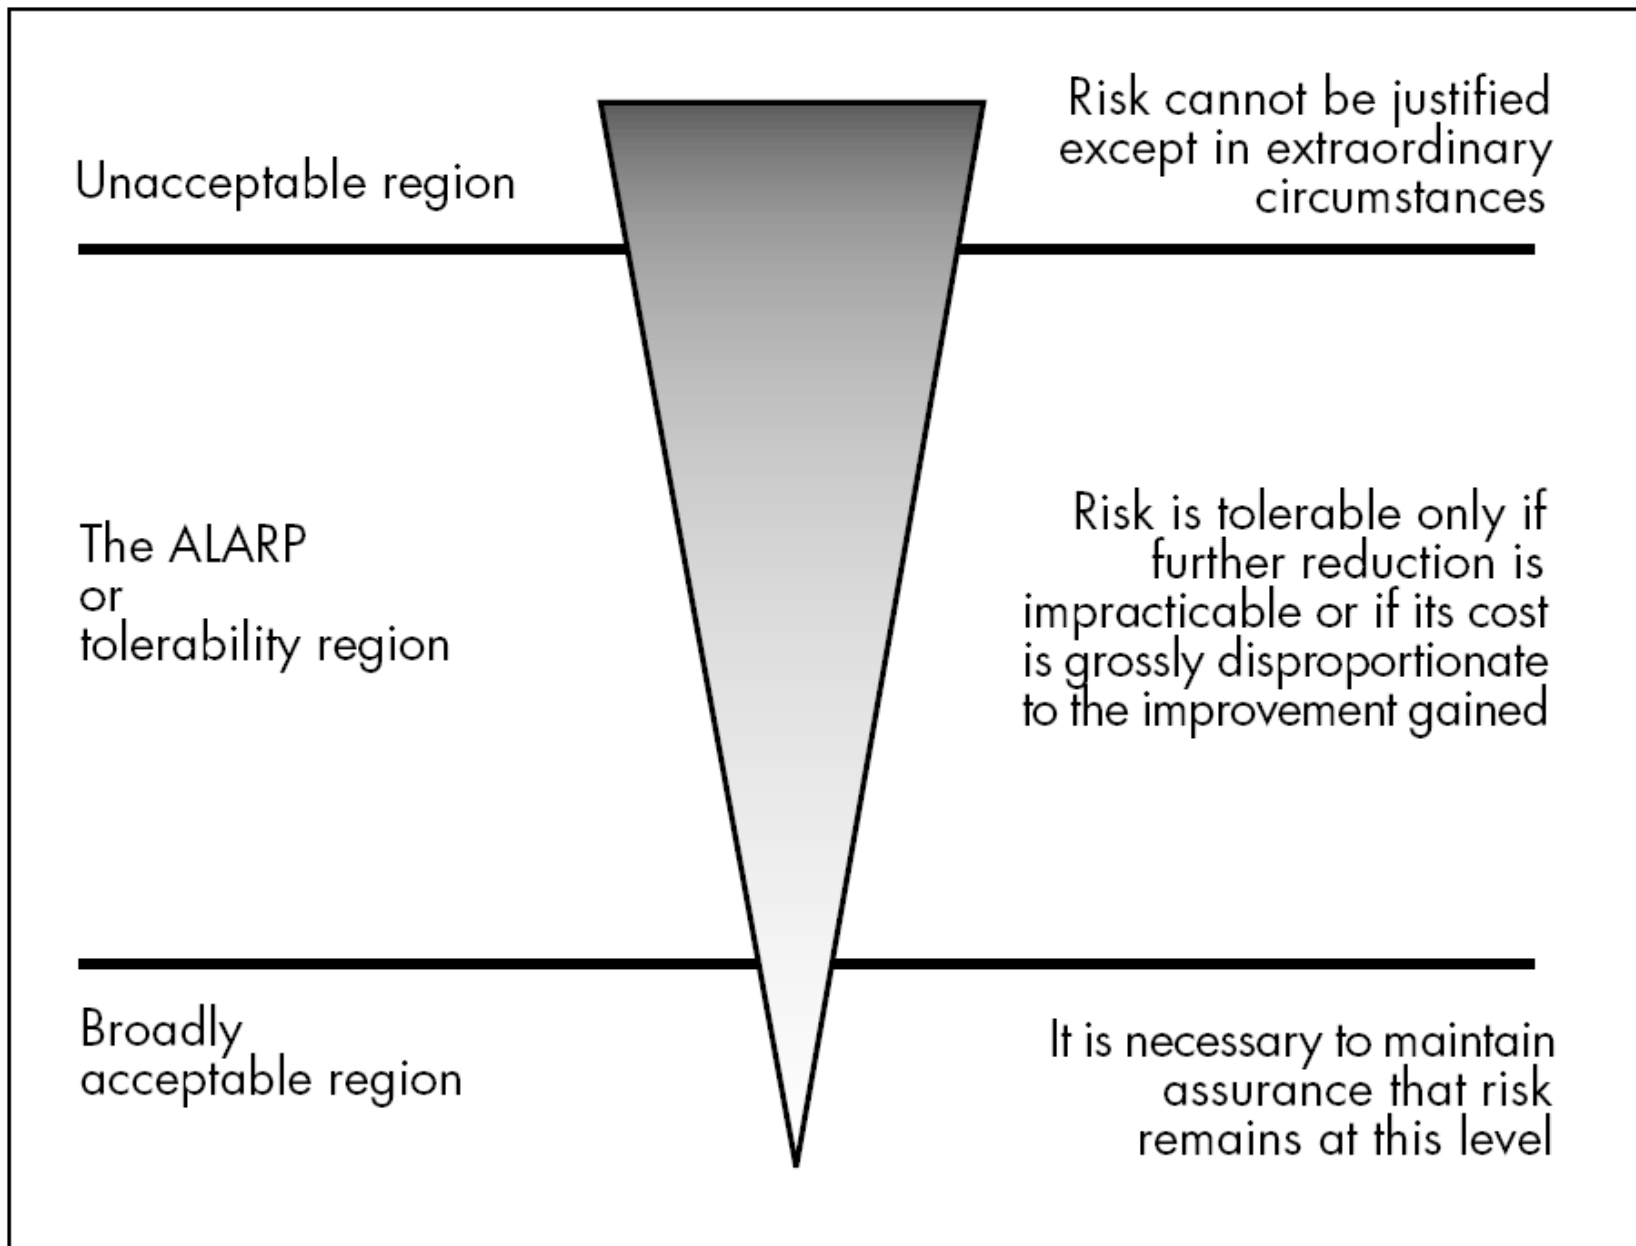 Unacceptable region
Risk cannot be justified
except in extraordinary
circumstances
The ALARP
or
tolerability region
Risk is tolerable only if
further reduction is
impracticable or if its cost
is grossly disproportionate
to the improvement gained
Broadly
acceptable region
It is necessary to maintain
assurance that risk
remains at this level